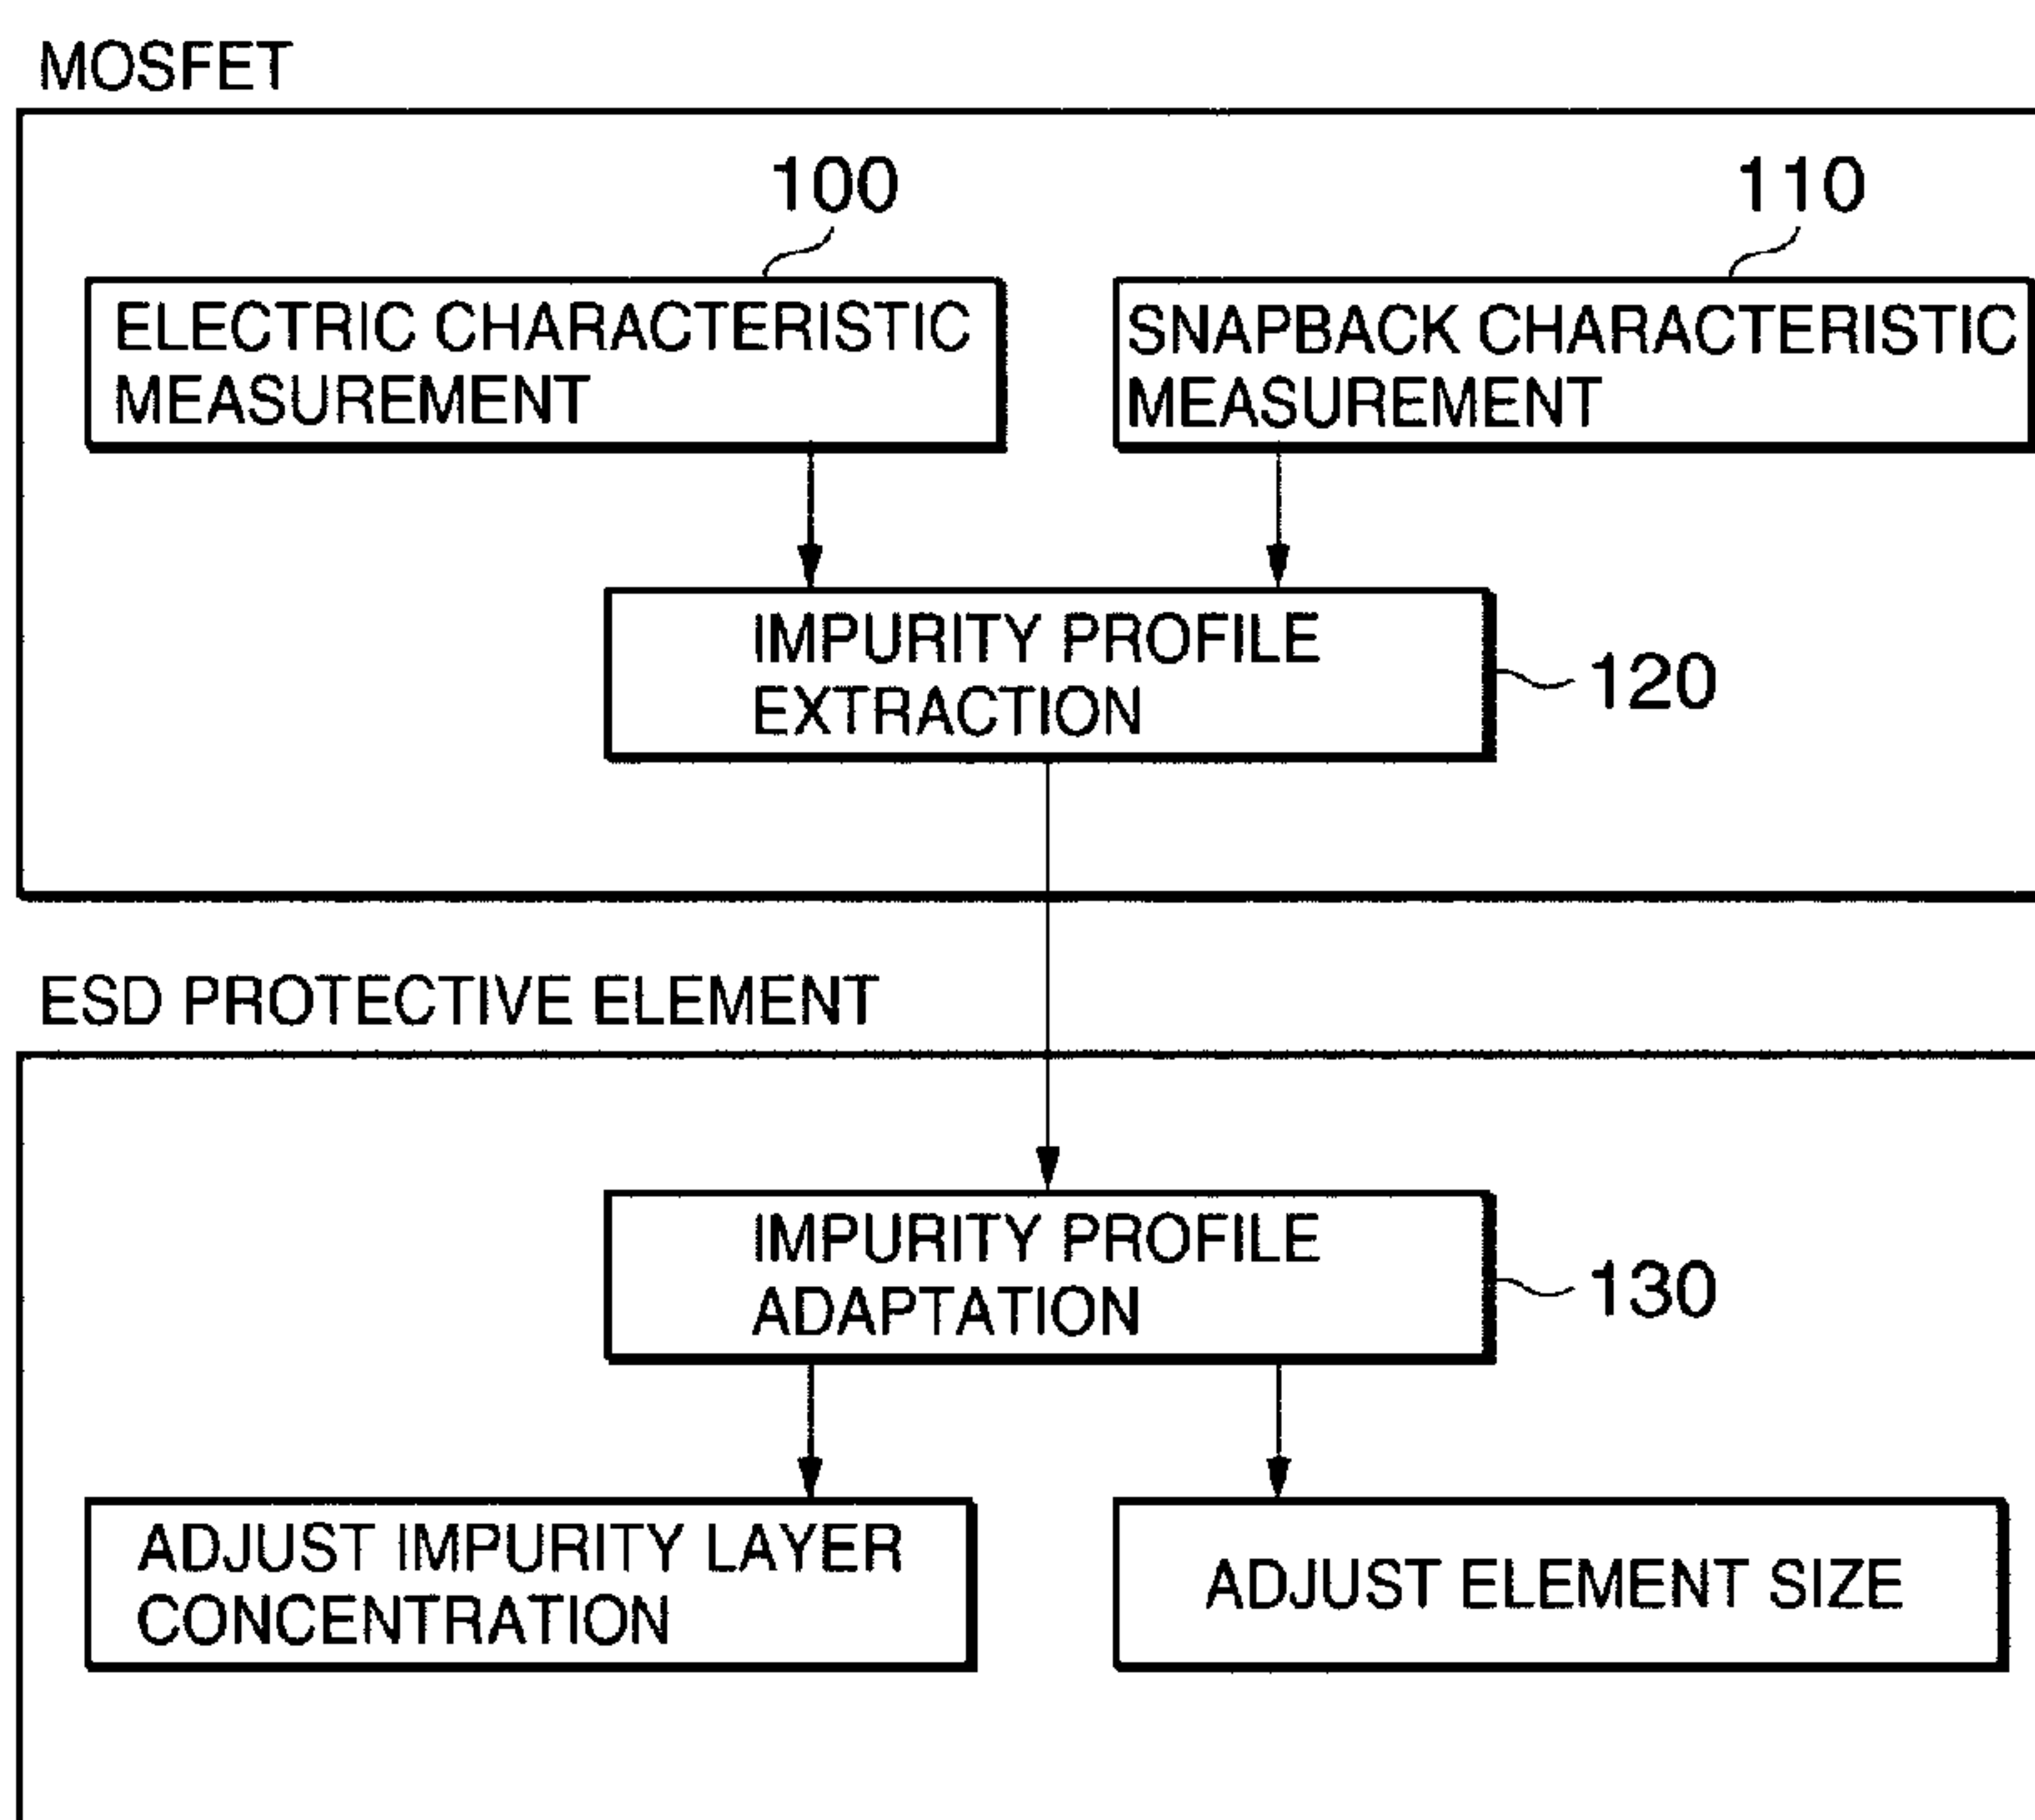 MOSFET
100
110
ELECTRIC CHARACTERISTIC
MEASUREMENT
SNAPBACK CHARACTERISTIC
MEASUREMENT
IMPURITY PROFILE
EXTRACTION
120
ESD PROTECTIVE ELEMENT
IMPURITY PROFILE
ADAPTATION
130
ADJUST IMPURITY LAYER
CONCENTRATION
ADJUST ELEMENT SIZE